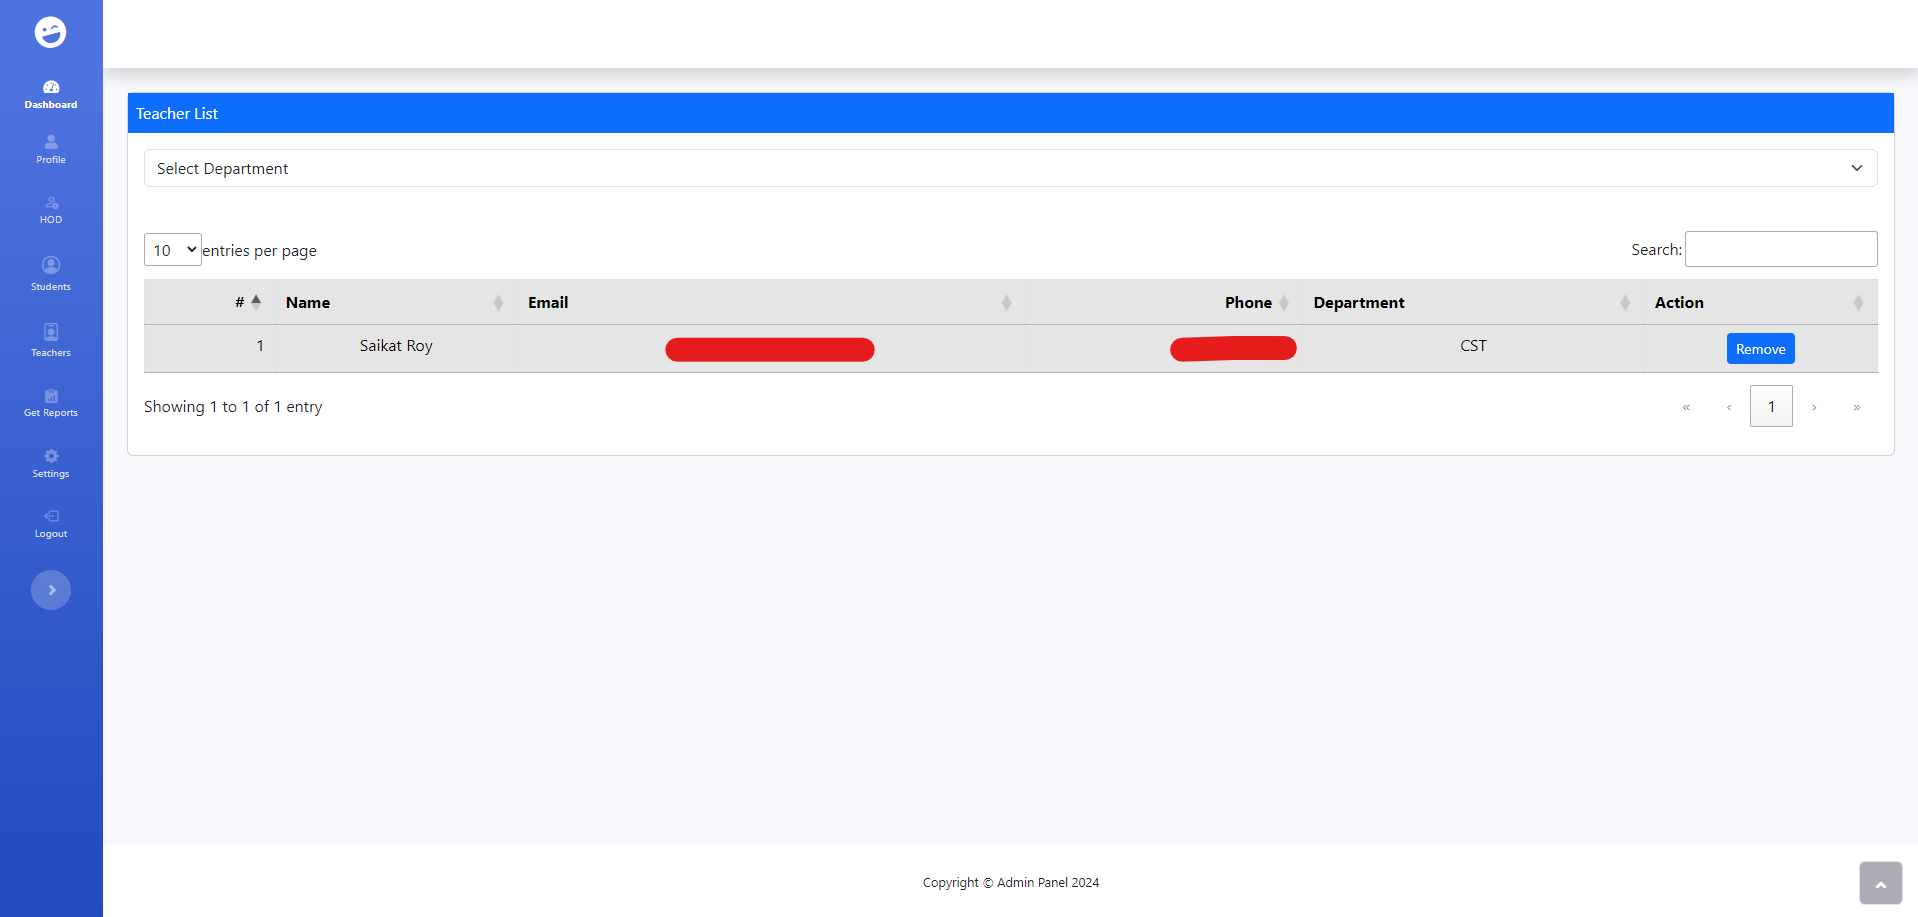 Dashboard
Profile
HOD
Students
Teachers
Get Reports
Settings
Logout
Teacher List
Select Department
10 entries per page
Search:
# Name Email Phone Department Action
1 Saikat Roy CST Remove
Showing 1 to 1 of 1 entry
« ‹ 1 › »
Copyright © Admin Panel 2024